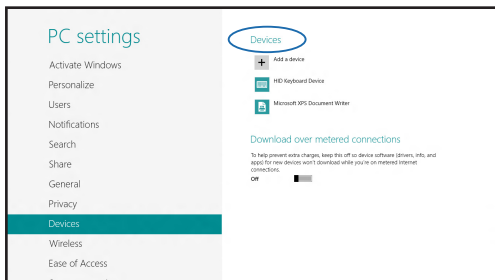 PC settings
Activate Windows
Personalize
Users
Notifications
Search
Share
General
Privacy
Devices
Wireless
Ease of Access
Devices
Add a device
HID Keyboard Device
Microsoft XPS Document Writer
Download over metered connections
To help prevent extra charges, keep this off so device software (drivers, info, and
apps) for new devices won't download while you're on metered Internet
connections.
Off